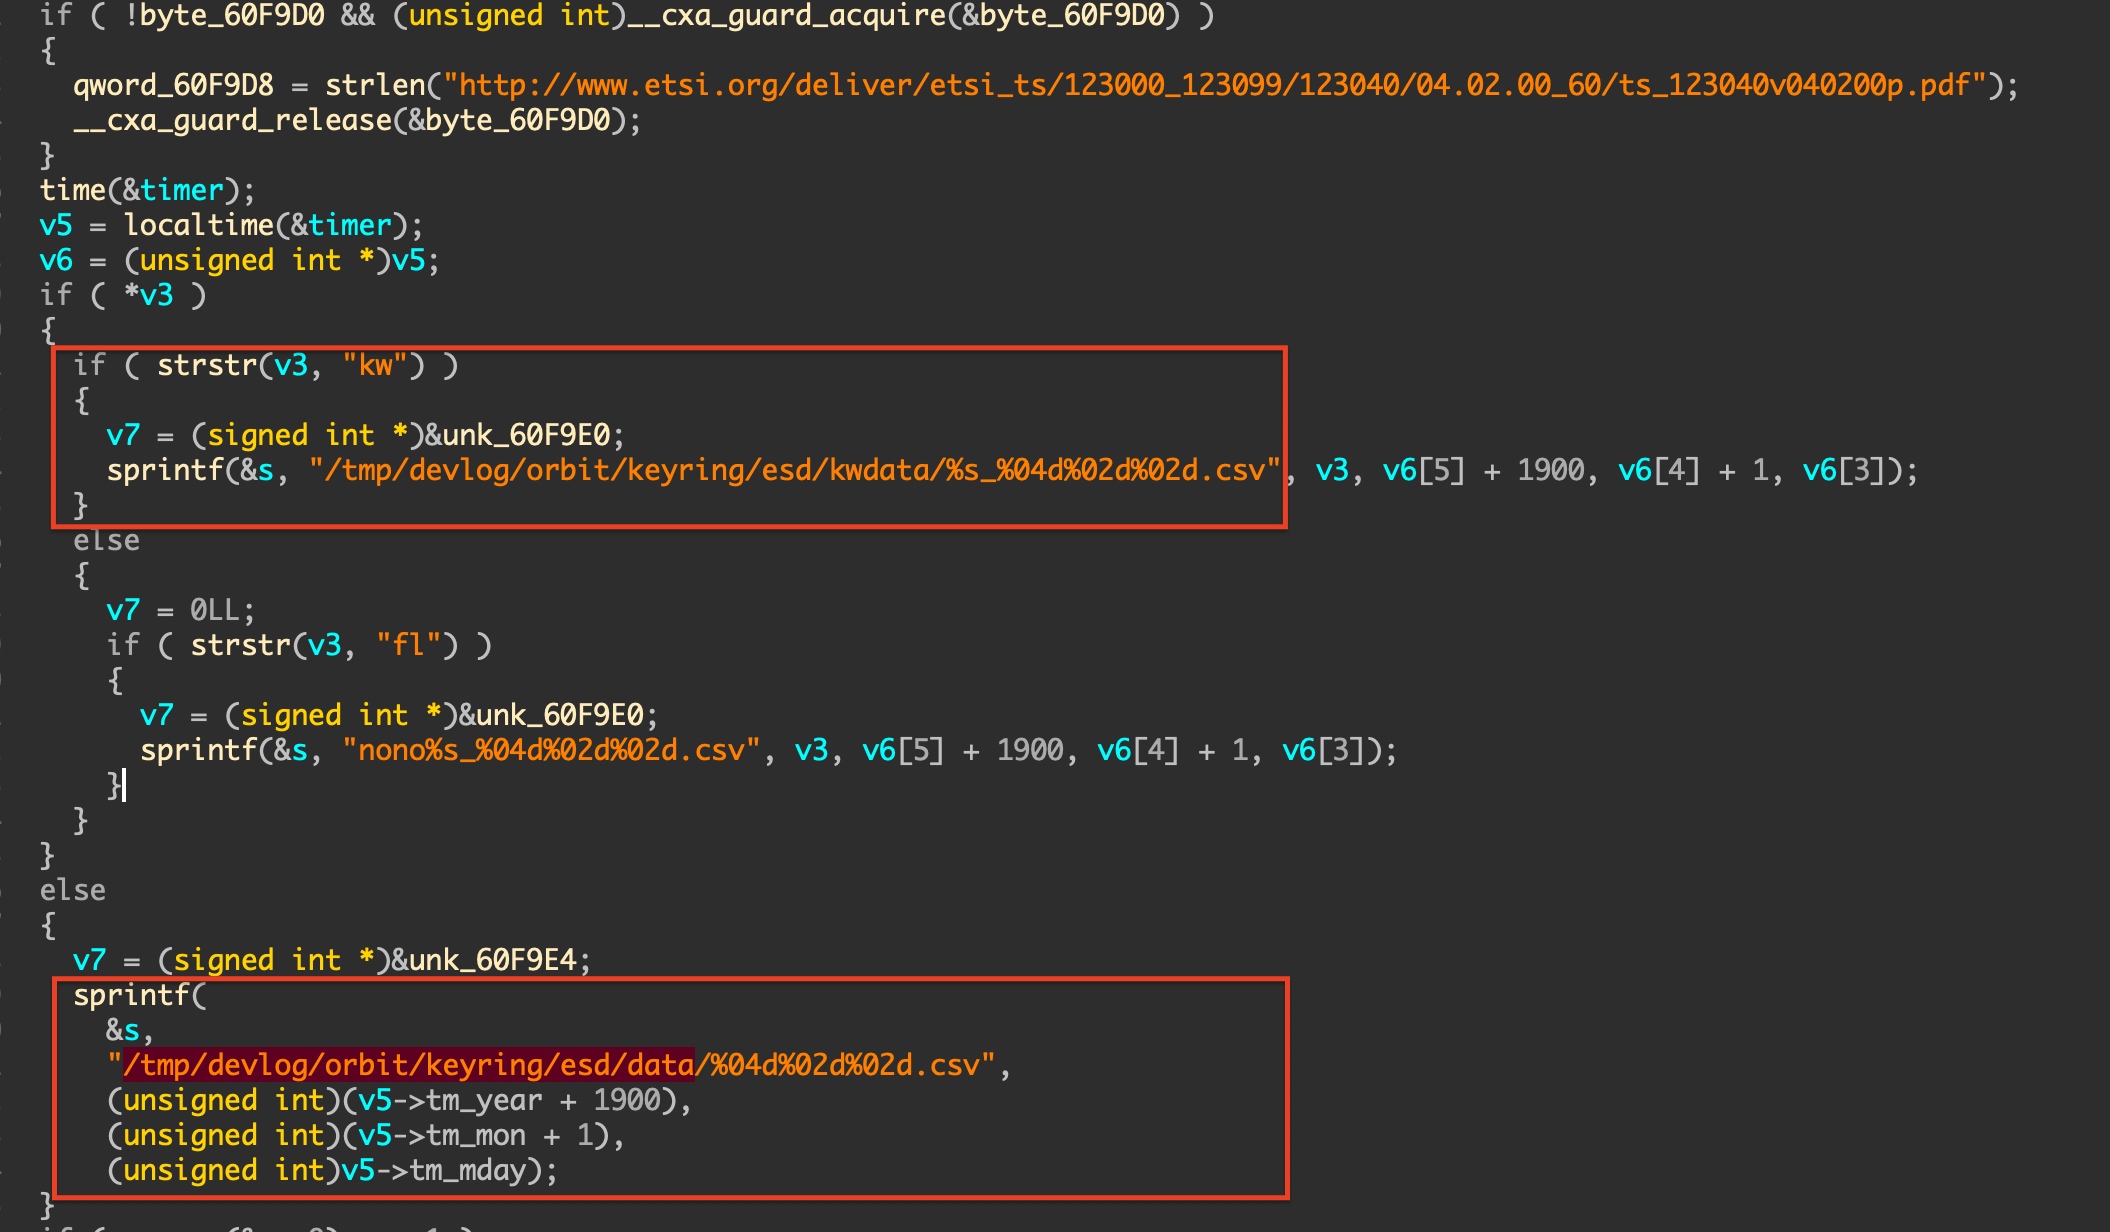 if ( !byte_60F9D0 && (unsigned int)__cxa_guard_acquire(&byte_60F9D0) )
{
qword_60F9D8 = strlen("http://www.etsi.org/deliver/etsi_ts/123000_123099/123040/04.02.00_60/ts_123040v040200p.pdf");
__cxa_guard_release(&byte_60F9D0);
}
time(&timer);
v5 = localtime(&timer);
v6 = (unsigned int *)v5;
if ( *v3 )
{
if ( strstr(v3, "kw") )
{
v7 = (signed int *)&unk_60F9E0;
sprintf(&s, "/tmp/devlog/orbit/keyring/esd/kwdata/%s_%04d%02d%02d.csv", v3, v6[5] + 1900, v6[4] + 1, v6[3]);
}
else
{
v7 = 0LL;
if ( strstr(v3, "fl") )
{
v7 = (signed int *)&unk_60F9E0;
sprintf(&s, "nono%s_%04d%02d%02d.csv", v3, v6[5] + 1900, v6[4] + 1, v6[3]);
}
}
}
else
{
v7 = (signed int *)&unk_60F9E4;
sprintf(
&s,
"/tmp/devlog/orbit/keyring/esd/data/%04d%02d%02d.csv",
(unsigned int)(v5->tm_year + 1900),
(unsigned int)(v5->tm_mon + 1),
(unsigned int)v5->tm_mday);
}